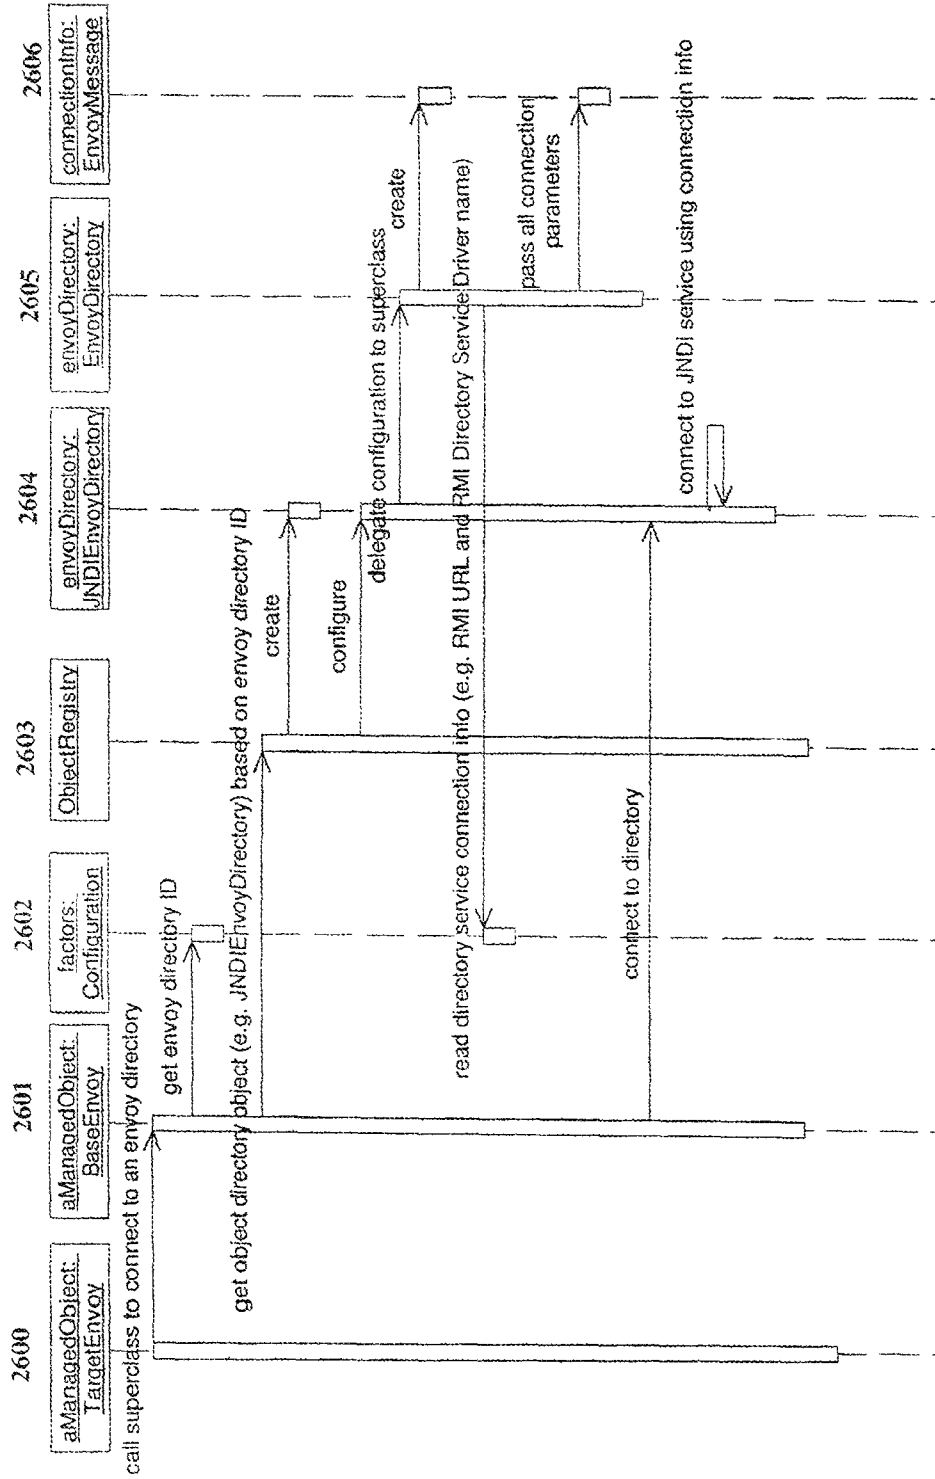 2600
2601
2602
2603
2604
2605
2606
aManagedObject:
TargetEnvoy
aManagedObject:
BaseEnvoy
factors:
Configuration
ObjectRegistry
envoyDirectory:
JNDIEnvoyDirectory
envoyDirectory:
EnvoyDirectory
connectionInfo:
EnvoyMessage
call superclass to connect to an envoy directory
get envoy directory ID
get object directory object (e.g. JNDIEnvoyDirectory) based on envoy directory ID
create
configure
delegate configuration to superclass
create
read directory service connection into (e.g. RMI URL and RMI Directory Service Driver name)
pass all connection
parameters
connect to directory
connect to JNDI service using connection into